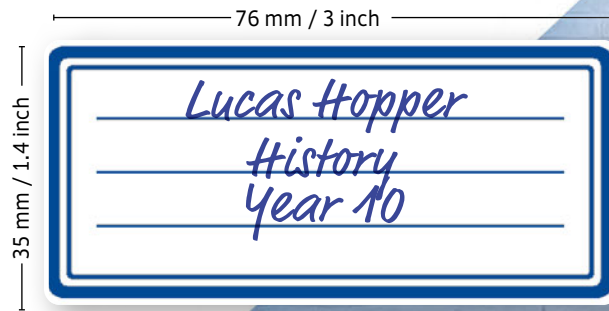 76 mm / 3 inch
35 mm / 1.4 inch
Lucas Hopper
History
Year 10